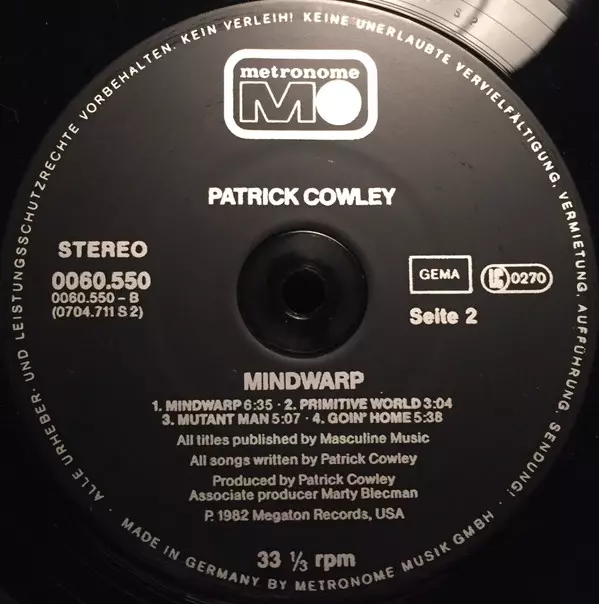 ALLE URHEBER- UND LEISTUNGSSCHUTZRECHTE VORBEHALTEN. KEIN VERLEIH! KEINE UNERLAUBTE VERVIELFÄLTIGUNG, VERMIETUNG, AUFFÜHRUNG, SENDUNG!
metronome
M
PATRICK COWLEY
STEREO
0060.550
0060.550-B
(0704.711 S 2)
GEMA
LC 0270
Seite 2
MINDWARP
1. MINDWARP 6:35 · 2. PRIMITIVE WORLD 3:04
3. MUTANT MAN 5:07 · 4. GOIN' HOME 5:38
All titles published by Masculine Music
All songs written by Patrick Cowley
Produced by Patrick Cowley
Associate producer Marty Blecman
P. 1982 Megaton Records, USA
33 ⅓ rpm
· MADE IN GERMANY BY METRONOME MUSIK GMBH ·